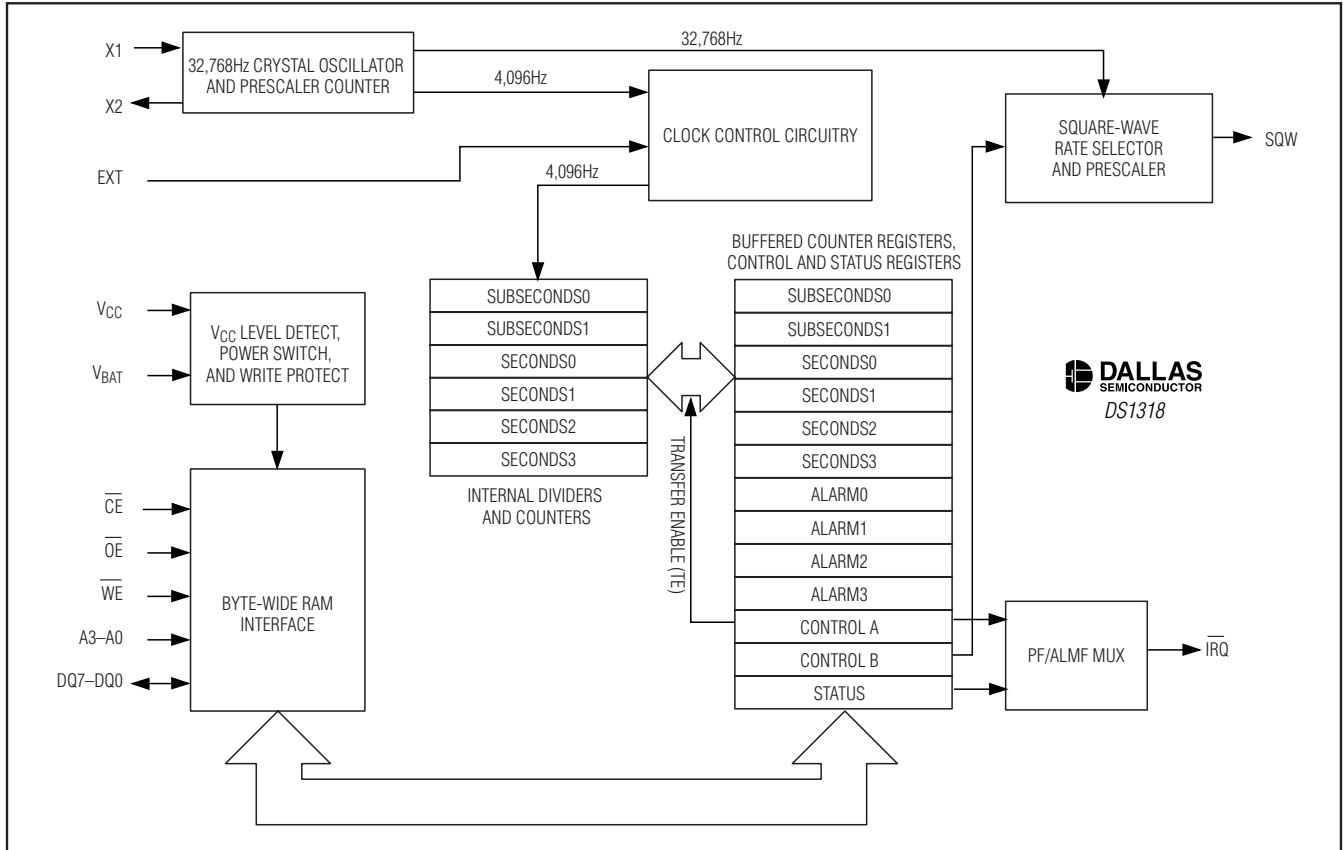 X1
X2
32,768Hz CRYSTAL OSCILLATOR
AND PRESCALER COUNTER
32,768Hz
4,096Hz
EXT
CLOCK CONTROL CIRCUITRY
4,096Hz
SQUARE-WAVE
RATE SELECTOR
AND PRESCALER
SQW
VCC
VBAT
VCC LEVEL DETECT,
POWER SWITCH,
AND WRITE PROTECT
SUBSECONDS0
SUBSECONDS1
SECONDS0
SECONDS1
SECONDS2
SECONDS3
INTERNAL DIVIDERS
AND COUNTERS
TRANSFER ENABLE (TE)
BUFFERED COUNTER REGISTERS,
CONTROL AND STATUS REGISTERS
SUBSECONDS0
SUBSECONDS1
SECONDS0
SECONDS1
SECONDS2
SECONDS3
ALARM0
ALARM1
ALARM2
ALARM3
CONTROL A
CONTROL B
STATUS
DALLAS
SEMICONDUCTOR
DS1318
CE
OE
WE
A3–A0
DQ7–DQ0
BYTE-WIDE RAM
INTERFACE
PF/ALMF MUX
IRQ